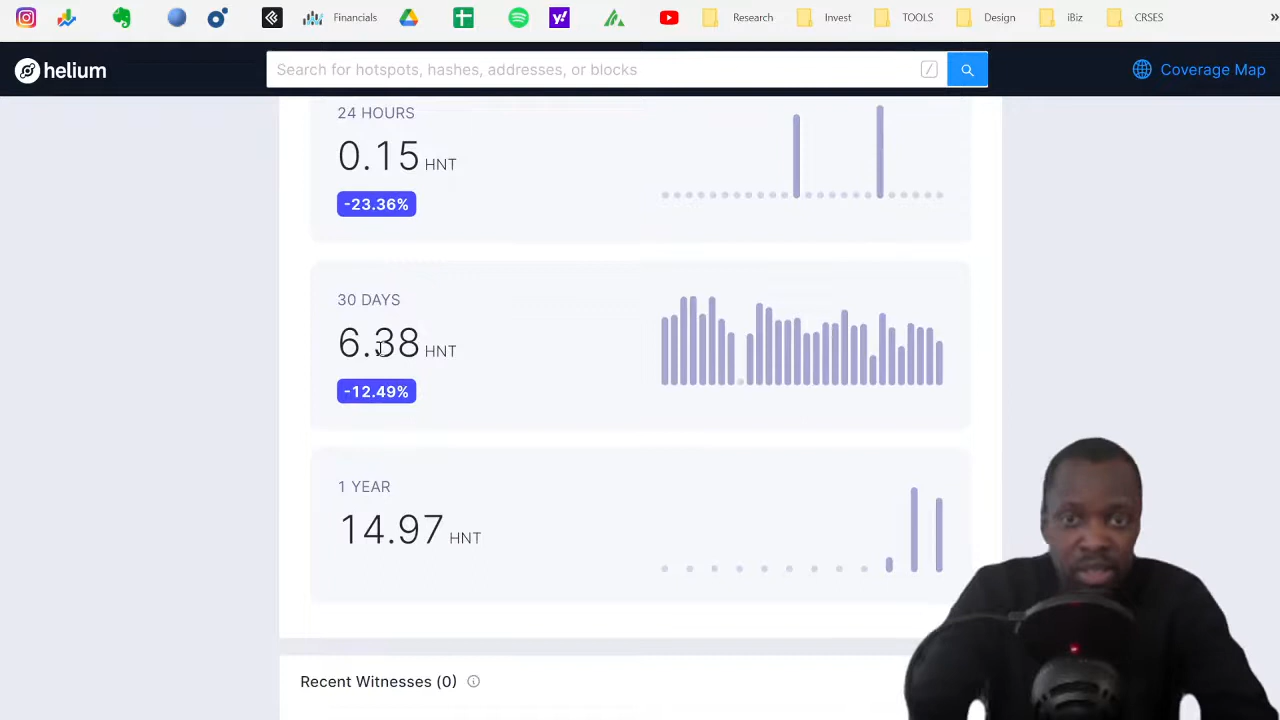 Financials
Research
Invest
TOOLS
Design
iBiz
CRSES
»
helium
Search for hotspots, hashes, addresses, or blocks
/
Coverage Map
24 HOURS
0.15 HNT
-23.36%
30 DAYS
6.38 HNT
-12.49%
1 YEAR
14.97 HNT
Recent Witnesses (0)